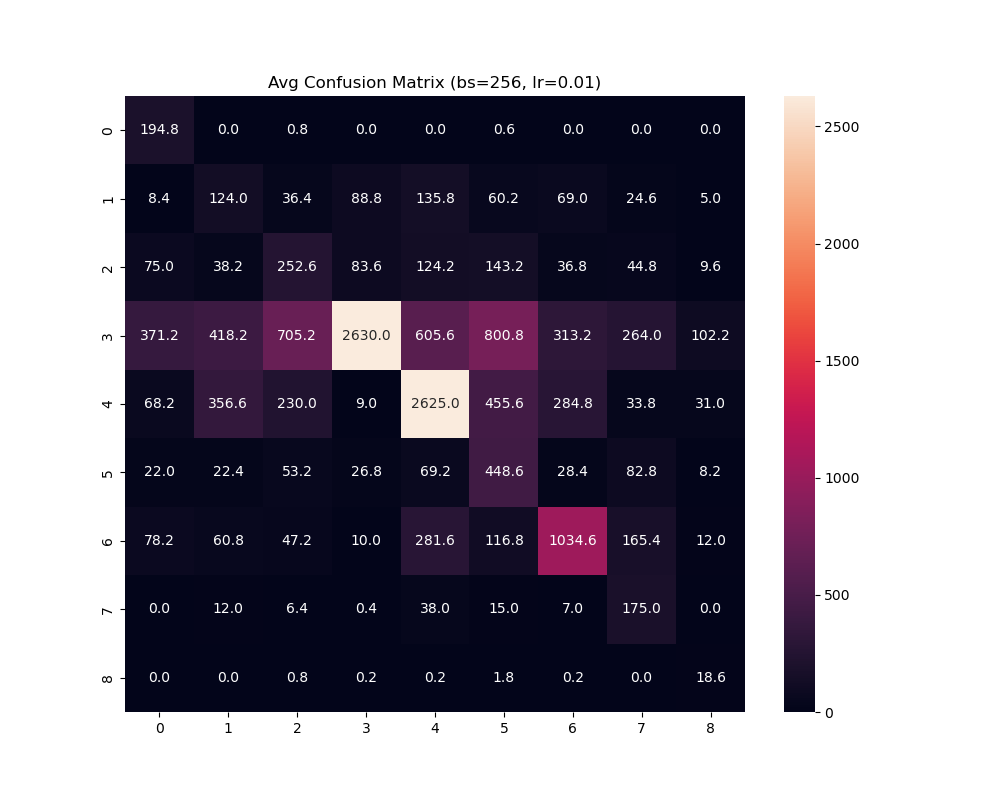 Avg Confusion Matrix (bs=256, lr=0.01)
0 194.8 0.0 0.8 0.0 0.0 0.6 0.0 0.0 0.0
1 8.4 124.0 36.4 88.8 135.8 60.2 69.0 24.6 5.0
2 75.0 38.2 252.6 83.6 124.2 143.2 36.8 44.8 9.6
3 371.2 418.2 705.2 2630.0 605.6 800.8 313.2 264.0 102.2
4 68.2 356.6 230.0 9.0 2625.0 455.6 284.8 33.8 31.0
5 22.0 22.4 53.2 26.8 69.2 448.6 28.4 82.8 8.2
6 78.2 60.8 47.2 10.0 281.6 116.8 1034.6 165.4 12.0
7 0.0 12.0 6.4 0.4 38.0 15.0 7.0 175.0 0.0
8 0.0 0.0 0.8 0.2 0.2 1.8 0.2 0.0 18.6
0 1 2 3 4 5 6 7 8
2500
2000
1500
1000
500
0